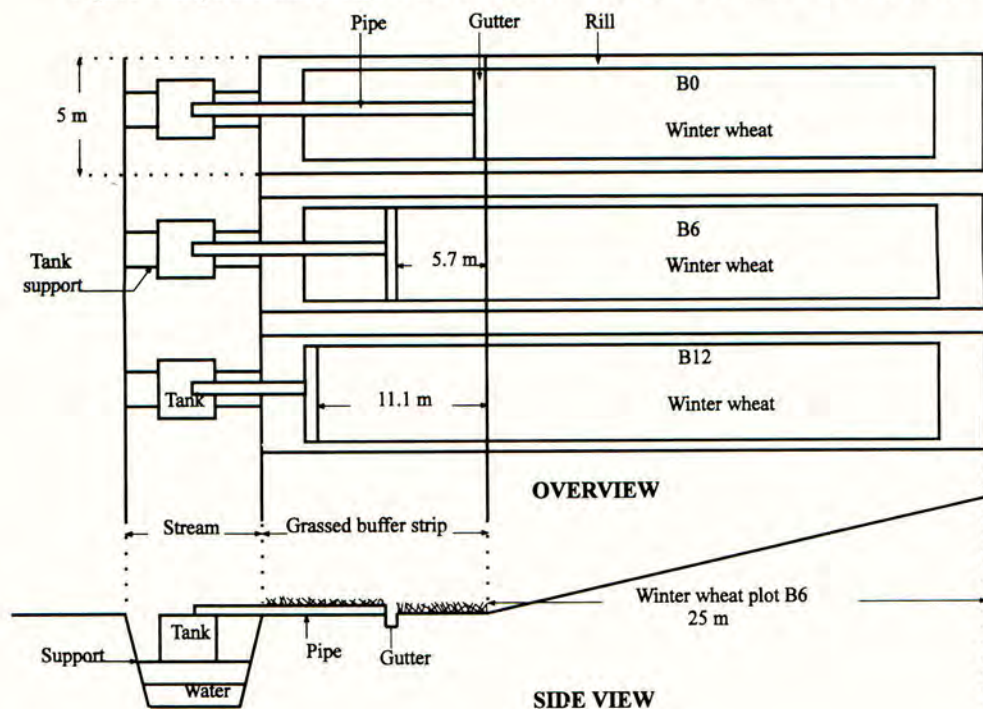 Pipe
Gutter
Rill
5 m
B0
Winter wheat
Tank
support
5.7 m
B6
Winter wheat
Tank
11.1 m
B12
Winter wheat
OVERVIEW
Stream
Grassed buffer strip
Winter wheat plot B6
25 m
Tank
Support
Pipe
Gutter
Water
SIDE VIEW